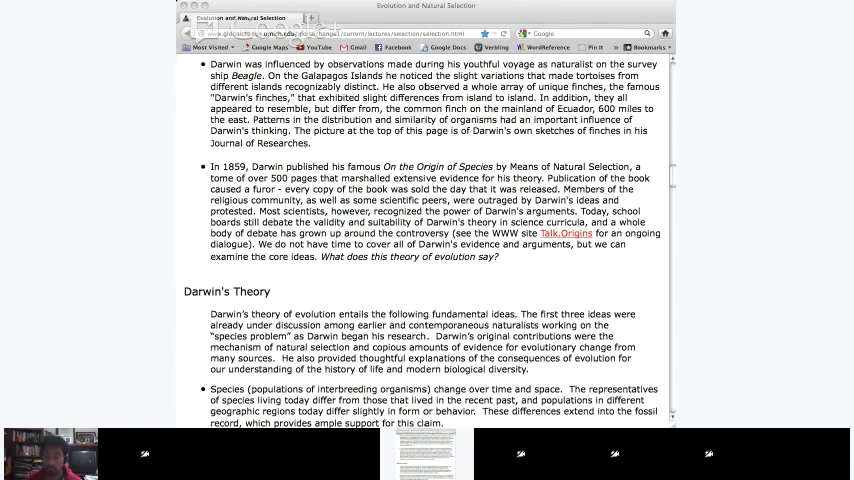 Evolution and Natural Selection
Evolution and Natural Selection
Google+
www.globalchange.umich.edu/globalchange1/current/lectures/selection/selection.html
Google
Most Visited
Google Maps
YouTube
Gmail
Facebook
Google Docs
Verbling
WordReference
Pin It
»
Bookmarks
• Darwin was influenced by observations made during his youthful voyage as naturalist on the survey
ship Beagle. On the Galapagos Islands he noticed the slight variations that made tortoises from
different islands recognizably distinct. He also observed a whole array of unique finches, the famous
"Darwin's finches," that exhibited slight differences from island to island. In addition, they all
appeared to resemble, but differ from, the common finch on the mainland of Ecuador, 600 miles to
the east. Patterns in the distribution and similarity of organisms had an important influence of
Darwin's thinking. The picture at the top of this page is of Darwin's own sketches of finches in his
Journal of Researches.
• In 1859, Darwin published his famous On the Origin of Species by Means of Natural Selection, a
tome of over 500 pages that marshalled extensive evidence for his theory. Publication of the book
caused a furor - every copy of the book was sold the day that it was released. Members of the
religious community, as well as some scientific peers, were outraged by Darwin's ideas and
protested. Most scientists, however, recognized the power of Darwin's arguments. Today, school
boards still debate the validity and suitability of Darwin's theory in science curricula, and a whole
body of debate has grown up around the controversy (see the WWW site Talk.Origins for an ongoing
dialogue). We do not have time to cover all of Darwin's evidence and arguments, but we can
examine the core ideas. What does this theory of evolution say?
Darwin's Theory
Darwin's theory of evolution entails the following fundamental ideas. The first three ideas were
already under discussion among earlier and contemporaneous naturalists working on the
“species problem” as Darwin began his research. Darwin's original contributions were the
mechanism of natural selection and copious amounts of evidence for evolutionary change from
many sources. He also provided thoughtful explanations of the consequences of evolution for
our understanding of the history of life and modern biological diversity.
• Species (populations of interbreeding organisms) change over time and space. The representatives
of species living today differ from those that lived in the recent past, and populations in different
geographic regions today differ slightly in form or behavior. These differences extend into the fossil
record, which provides ample support for this claim.